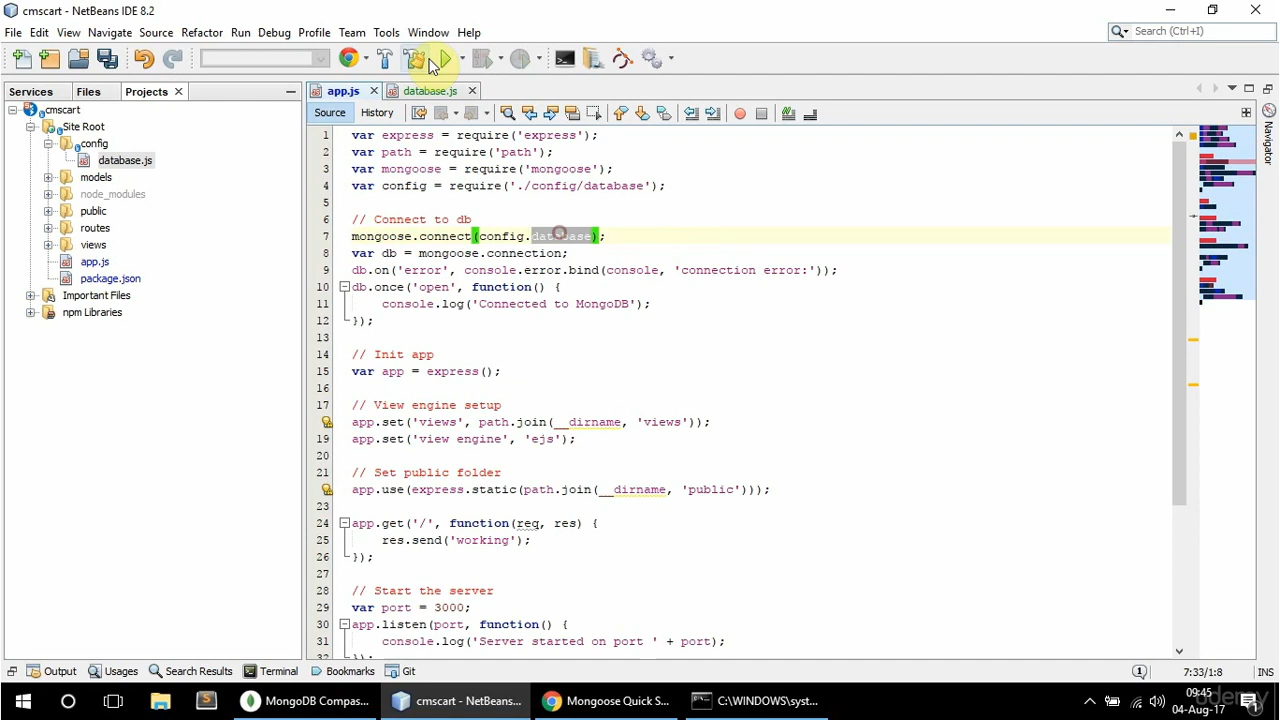 cmscart - NetBeans IDE 8.2
File Edit View Navigate Source Refactor Run Debug Profile Team Tools Window Help
Search (Ctrl+I)
Services Files Projects
app.js database.js
Source History
cmscart
Site Root
config
database.js
models
node_modules
public
routes
views
app.js
package.json
Important Files
npm Libraries
Navigator
1 var express = require('express');
2 var path = require('path');
3 var mongoose = require('mongoose');
4 var config = require('./config/database');
5
6 // Connect to db
7 mongoose.connect(config.database);
8 var db = mongoose.connection;
9 db.on('error', console.error.bind(console, 'connection error:'));
10 db.once('open', function() {
11 console.log('Connected to MongoDB');
12 });
13
14 // Init app
15 var app = express();
16
17 // View engine setup
app.set('views', path.join(__dirname, 'views'));
19 app.set('view engine', 'ejs');
20
21 // Set public folder
app.use(express.static(path.join(__dirname, 'public')));
23
24 app.get('/', function(req, res) {
25 res.send('working');
26 });
27
28 // Start the server
29 var port = 3000;
30 app.listen(port, function() {
31 console.log('Server started on port ' + port);
});
Output Usages Search Results Terminal Bookmarks Git
7:33/1:8 INS
MongoDB Compas... cmscart - NetBeans ... Mongoose Quick S... C:\WINDOWS\syst...
09:45
04-Aug-17
udemy